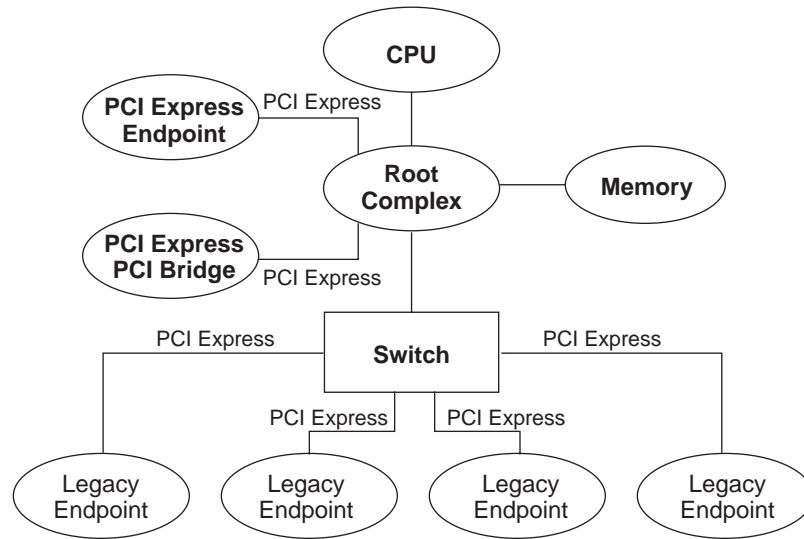 CPU
PCI Express
PCI Express
Endpoint
Root
Complex
Memory
PCI Express
PCI Bridge
PCI Express
PCI Express
Switch
PCI Express
PCI Express
PCI Express
Legacy
Endpoint
Legacy
Endpoint
Legacy
Endpoint
Legacy
Endpoint